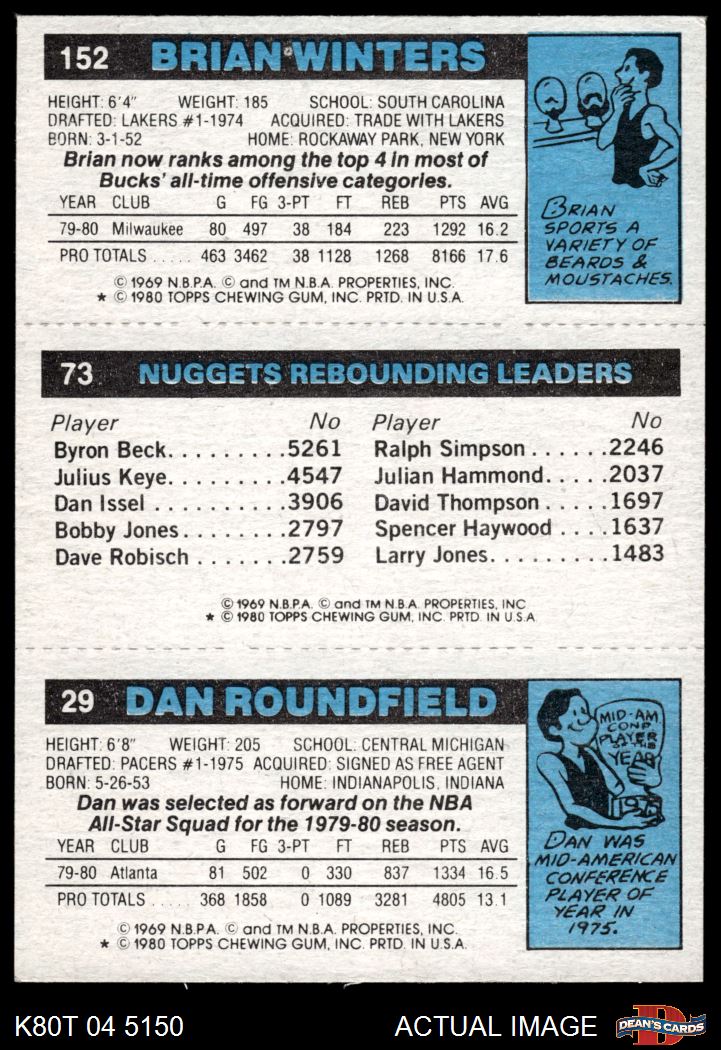 152 BRIAN WINTERS
HEIGHT: 6'4" WEIGHT: 185 SCHOOL: SOUTH CAROLINA
DRAFTED: LAKERS #1-1974 ACQUIRED: TRADE WITH LAKERS
BORN: 3-1-52 HOME: ROCKAWAY PARK, NEW YORK
Brian now ranks among the top 4 in most of
Bucks' all-time offensive categories.
YEAR CLUB G FG 3-PT FT REB PTS AVG
79-80 Milwaukee 80 497 38 184 223 1292 16.2
PRO TOTALS ..... 463 3462 38 1128 1268 8166 17.6
© 1969 N.B.P.A. © and TM N.B.A. PROPERTIES, INC.
* © 1980 TOPPS CHEWING GUM, INC. PRTD. IN U.S.A.
BRIAN
SPORTS A
VARIETY OF
BEARDS &
MOUSTACHES.
73 NUGGETS REBOUNDING LEADERS
Player No Player No
Byron Beck.........5261 Ralph Simpson......2246
Julius Keye.........4547 Julian Hammond.....2037
Dan Issel...........3906 David Thompson.....1697
Bobby Jones........2797 Spencer Haywood....1637
Dave Robisch.......2759 Larry Jones.........1483
© 1969 N.B.P.A. © and TM N.B.A. PROPERTIES, INC
* © 1980 TOPPS CHEWING GUM, INC. PRTD. IN U.S.A
29 DAN ROUNDFIELD
HEIGHT: 6'8" WEIGHT: 205 SCHOOL: CENTRAL MICHIGAN
DRAFTED: PACERS #1-1975 ACQUIRED: SIGNED AS FREE AGENT
BORN: 5-26-53 HOME: INDIANAPOLIS, INDIANA
Dan was selected as forward on the NBA
All-Star Squad for the 1979-80 season.
YEAR CLUB G FG 3-PT FT REB PTS AVG
79-80 Atlanta 81 502 0 330 837 1334 16.5
PRO TOTALS ..... 368 1858 0 1089 3281 4805 13.1
© 1969 N.B.P.A. © and TM N.B.A. PROPERTIES, INC.
* © 1980 TOPPS CHEWING GUM, INC. PRTD. IN U.S.A.
MID-AM
CONF
PLAYER
OF THE
YEAR
1975
DAN WAS
MID-AMERICAN
CONFERENCE
PLAYER OF
YEAR IN
1975.
K80T 04 5150 ACTUAL IMAGE
D
DEAN'S CARDS